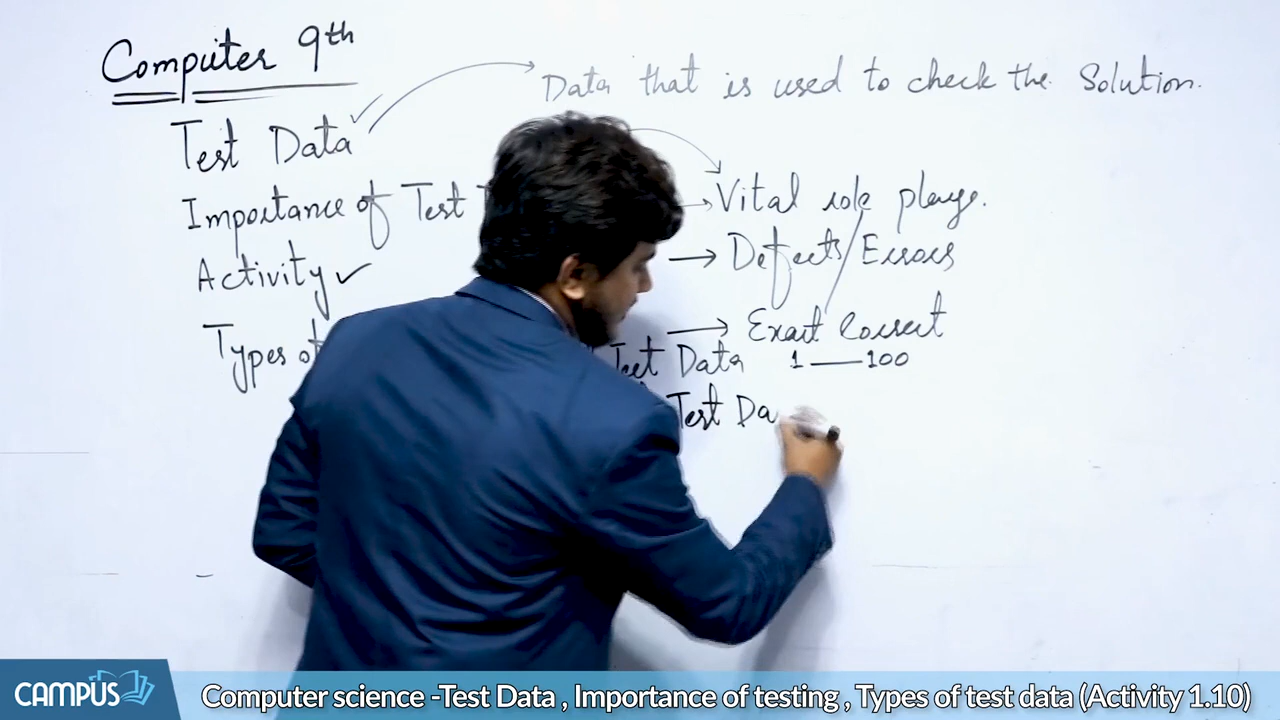 Computer 9th
Data that is used to check the Solution.
Test Data
Importance of Test
Vital role plays.
Activity
Defects/Errors
Types of
Exact Correct
Test Data 1 — 100
Test Da
CAMPUS
Computer science -Test Data , Importance of testing , Types of test data (Activity 1.10)